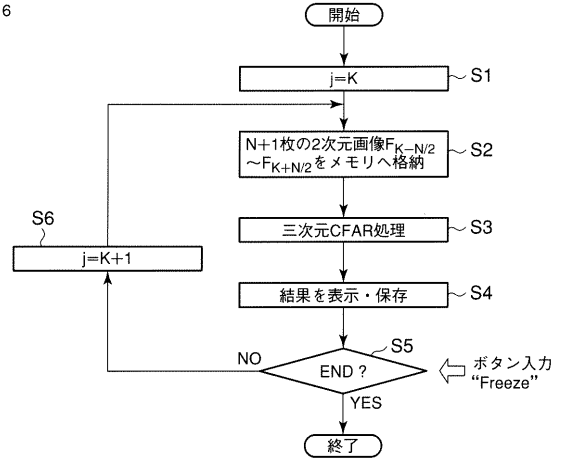 6
開始
j=K
S1
N+1枚の2次元画像FK−N/2
～FK+N/2をメモリへ格納
S2
三次元CFAR処理
S3
S6
j=K+1
結果を表示・保存
S4
S5
NO
END ?
ボタン入力
“Freeze”
YES
終了